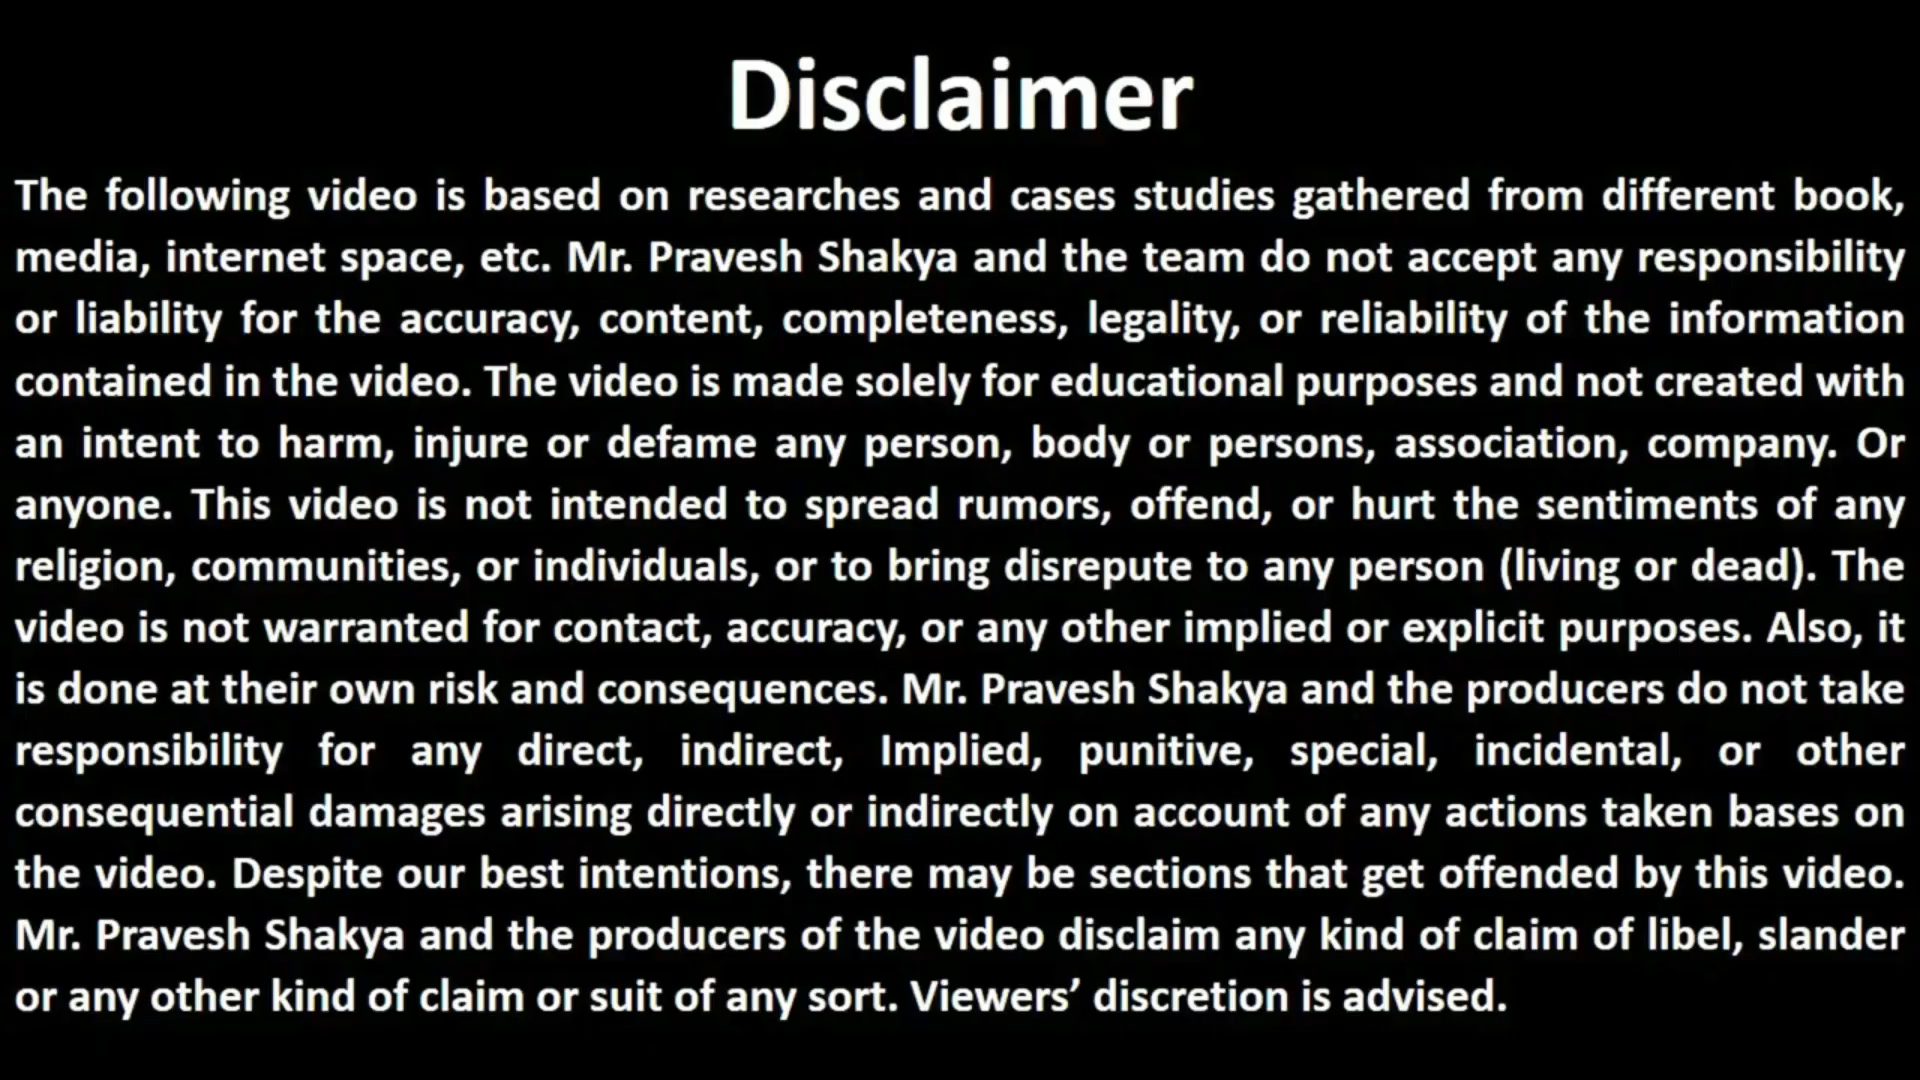 Disclaimer
The following video is based on researches and cases studies gathered from different book,
media, internet space, etc. Mr. Pravesh Shakya and the team do not accept any responsibility
or liability for the accuracy, content, completeness, legality, or reliability of the information
contained in the video. The video is made solely for educational purposes and not created with
an intent to harm, injure or defame any person, body or persons, association, company. Or
anyone. This video is not intended to spread rumors, offend, or hurt the sentiments of any
religion, communities, or individuals, or to bring disrepute to any person (living or dead). The
video is not warranted for contact, accuracy, or any other implied or explicit purposes. Also, it
is done at their own risk and consequences. Mr. Pravesh Shakya and the producers do not take
responsibility for any direct, indirect, Implied, punitive, special, incidental, or other
consequential damages arising directly or indirectly on account of any actions taken bases on
the video. Despite our best intentions, there may be sections that get offended by this video.
Mr. Pravesh Shakya and the producers of the video disclaim any kind of claim of libel, slander
or any other kind of claim or suit of any sort. Viewers’ discretion is advised.